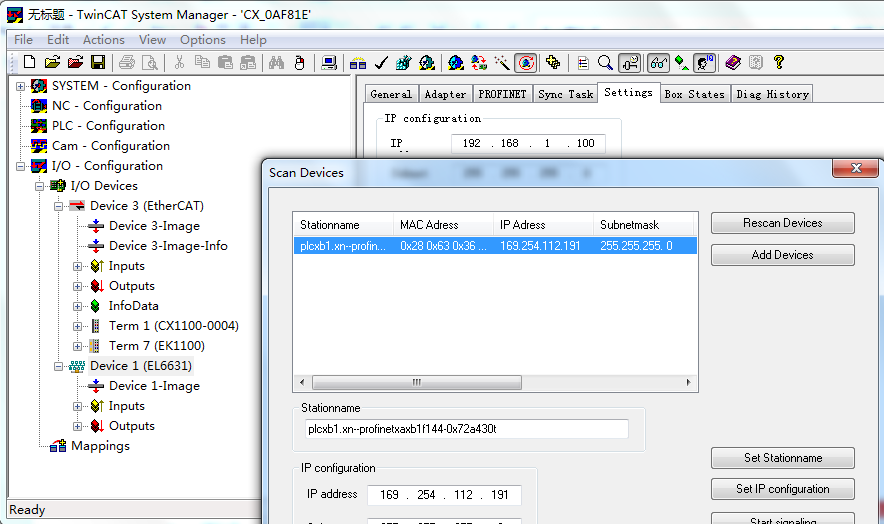 无标题 - TwinCAT System Manager - 'CX_0AF81E'
File Edit Actions View Options Help
General Adapter PROFINET Sync Task Settings Box States Diag History
SYSTEM - Configuration
NC - Configuration
PLC - Configuration
Cam - Configuration
I/O - Configuration
I/O Devices
Device 3 (EtherCAT)
Device 3-Image
Device 3-Image-Info
Inputs
Outputs
InfoData
Term 1 (CX1100-0004)
Term 7 (EK1100)
Device 1 (EL6631)
Device 1-Image
Inputs
Outputs
Mappings
IP configuration
IP 192 . 168 . 1 . 100
Scan Devices
Stationname MAC Adress IP Adress Subnetmask
plcxb1.xn--profin... 0x28 0x63 0x36 ... 169.254.112.191 255.255.255. 0
Rescan Devices
Add Devices
Stationname
plcxb1.xn--profinetxaxb1f144-0x72a430t
Set Stationname
IP configuration
IP address 169 . 254 . 112 . 191
Set IP configuration
Start signaling
Ready